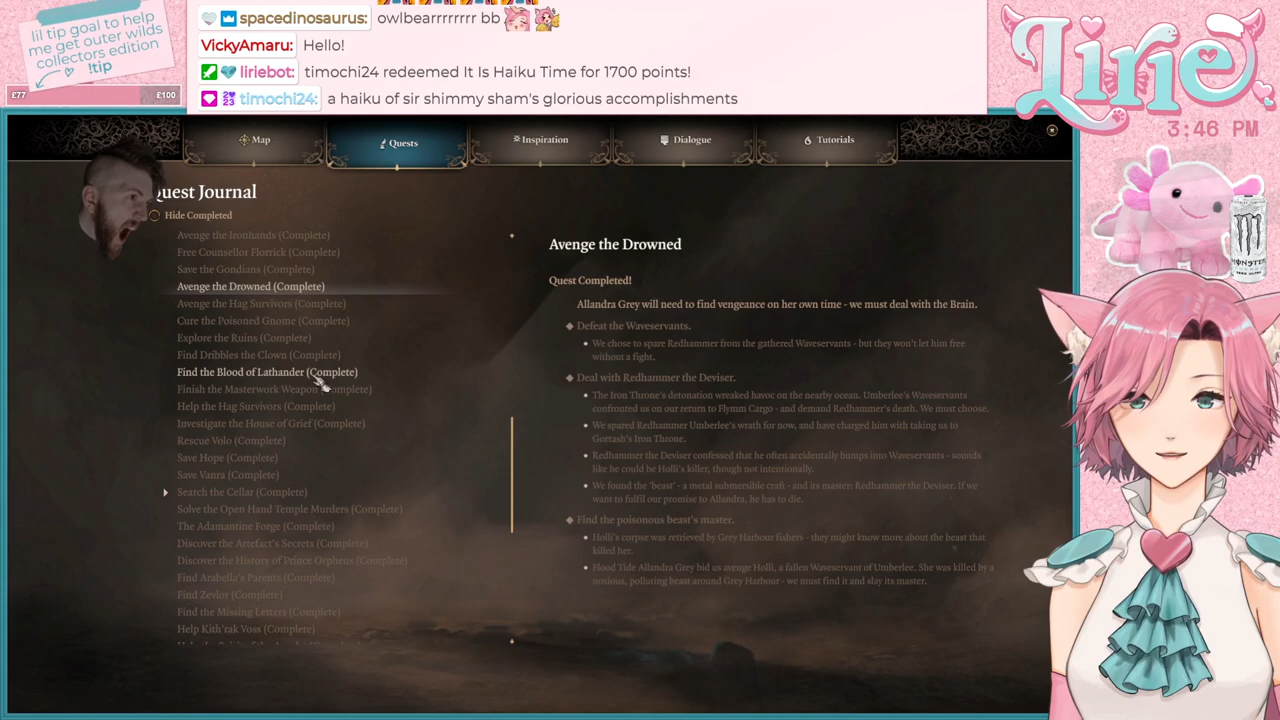 lil tip goal to help
me get outer wilds
collectors edition
!tip
£77
£100
spacedinosaurus: owlbearrrrrrrr bb
VickyAmaru: Hello!
liriebot: timochi24 redeemed It Is Haiku Time for 1700 points!
2023 timochi24: a haiku of sir shimmy sham's glorious accomplishments
Lirie
3:46 PM
MONSTER
Map
Quests
Inspiration
Dialogue
Tutorials
Quest Journal
Hide Completed
Avenge the Ironhands (Complete)
Free Counsellor Florrick (Complete)
Save the Gondians (Complete)
Avenge the Drowned (Complete)
Avenge the Hag Survivors (Complete)
Cure the Poisoned Gnome (Complete)
Explore the Ruins (Complete)
Find Dribbles the Clown (Complete)
Find the Blood of Lathander (Complete)
Finish the Masterwork Weapon (Complete)
Help the Hag Survivors (Complete)
Investigate the House of Grief (Complete)
Rescue Volo (Complete)
Save Hope (Complete)
Save Vanra (Complete)
Search the Cellar (Complete)
Solve the Open Hand Temple Murders (Complete)
The Adamantine Forge (Complete)
Discover the Artefact's Secrets (Complete)
Discover the History of Prince Orpheus (Complete)
Find Arabella's Parents (Complete)
Find Zevlor (Complete)
Find the Missing Letters (Complete)
Help Kith'rak Voss (Complete)
Avenge the Drowned
Quest Completed!
Allandra Grey will need to find vengeance on her own time - we must deal with the Brain.
Defeat the Waveservants.
We chose to spare Redhammer from the gathered Waveservants - but they won't let him free
without a fight.
Deal with Redhammer the Deviser.
The Iron Throne's detonation wreaked havoc on the nearby ocean. Umberlee's Waveservants
confronted us on our return to Flymm Cargo - and demand Redhammer's death. We must choose.
We spared Redhammer Umberlee's wrath for now, and have charged him with taking us to
Gortash's Iron Throne.
Redhammer the Deviser confessed that he often accidentally bumps into Waveservants - sounds
like he could be Holli's killer, though not intentionally.
We found the 'beast' - a metal submersible craft - and its master: Redhammer the Deviser. If we
want to fulfil our promise to Allandra, he has to die.
Find the poisonous beast's master.
Holli's corpse was retrieved by Grey Harbour fishers - they might know more about the beast that
killed her.
Flood Tide Allandra Grey bid us avenge Holli, a fallen Waveservant of Umberlee. She was killed by a
noxious, polluting beast around Grey Harbour - we must find it and slay its master.